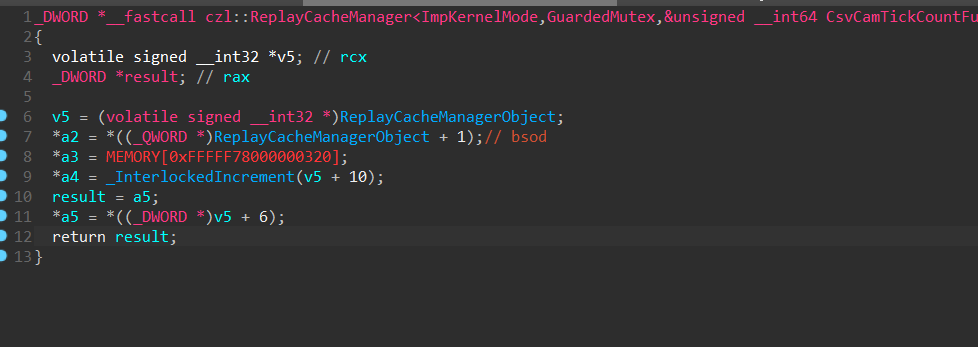 1 _DWORD *__fastcall czl::ReplayCacheManager<ImpKernelMode,GuardedMutex,&unsigned __int64 CsvCamTickCountFu
2 {
3 volatile signed __int32 *v5; // rcx
4 _DWORD *result; // rax
5
6 v5 = (volatile signed __int32 *)ReplayCacheManagerObject;
7 *a2 = *((_QWORD *)ReplayCacheManagerObject + 1);// bsod
8 *a3 = MEMORY[0xFFFFF78000000320];
9 *a4 = _InterlockedIncrement(v5 + 10);
10 result = a5;
11 *a5 = *((_DWORD *)v5 + 6);
12 return result;
13 }